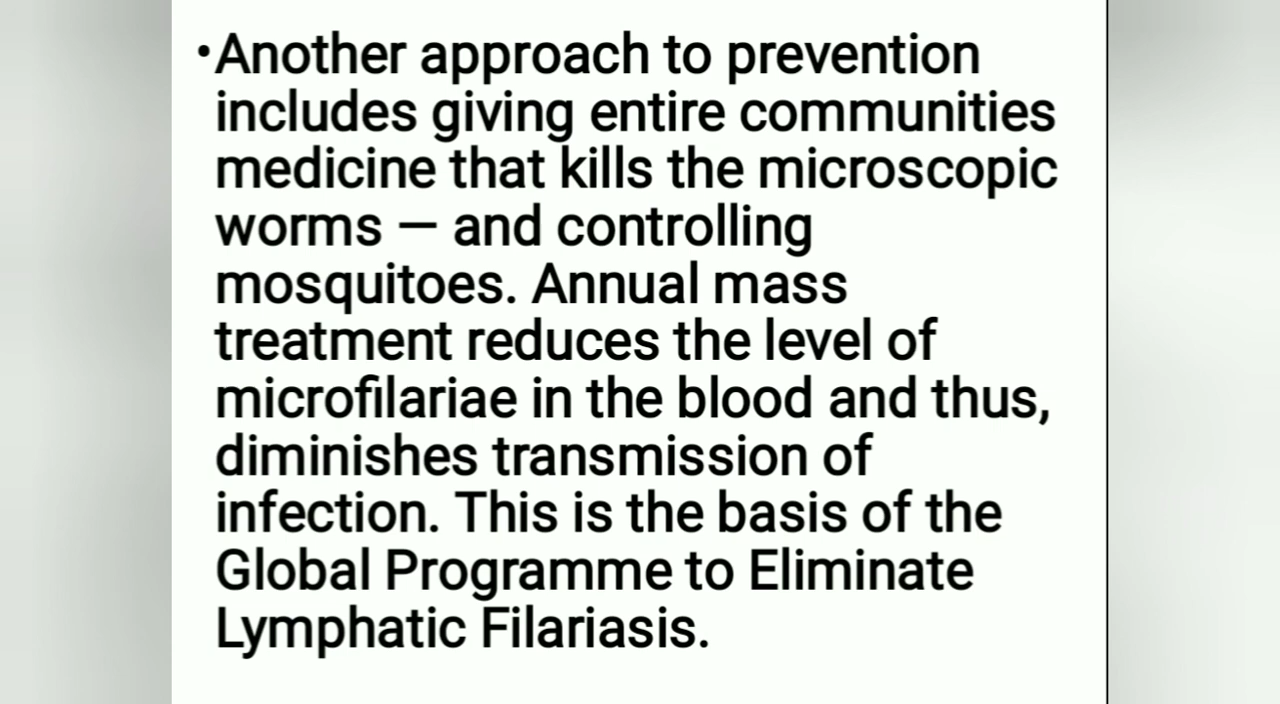 •Another approach to prevention
includes giving entire communities
medicine that kills the microscopic
worms — and controlling
mosquitoes. Annual mass
treatment reduces the level of
microfilariae in the blood and thus,
diminishes transmission of
infection. This is the basis of the
Global Programme to Eliminate
Lymphatic Filariasis.